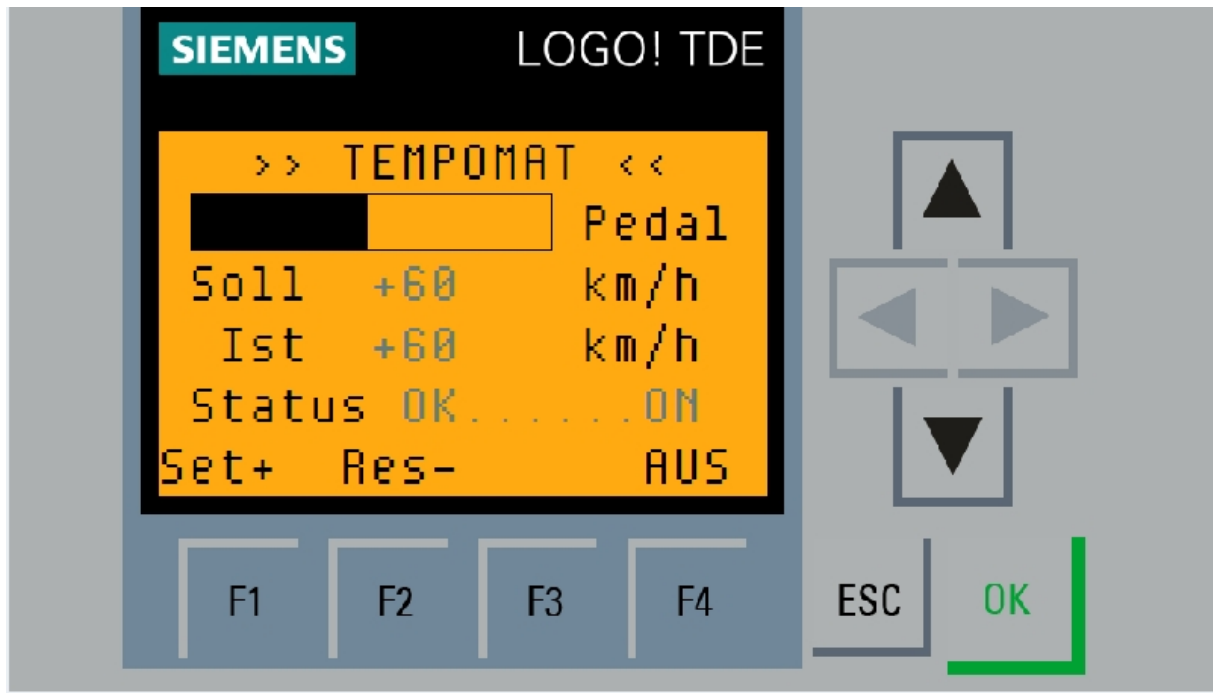 SIEMENS LOGO! TDE
>> TEMPOMAT <<
Pedal
Soll +60 km/h
Ist +60 km/h
Status OK......ON
Set+ Res- AUS
F1 F2 F3 F4 ESC OK